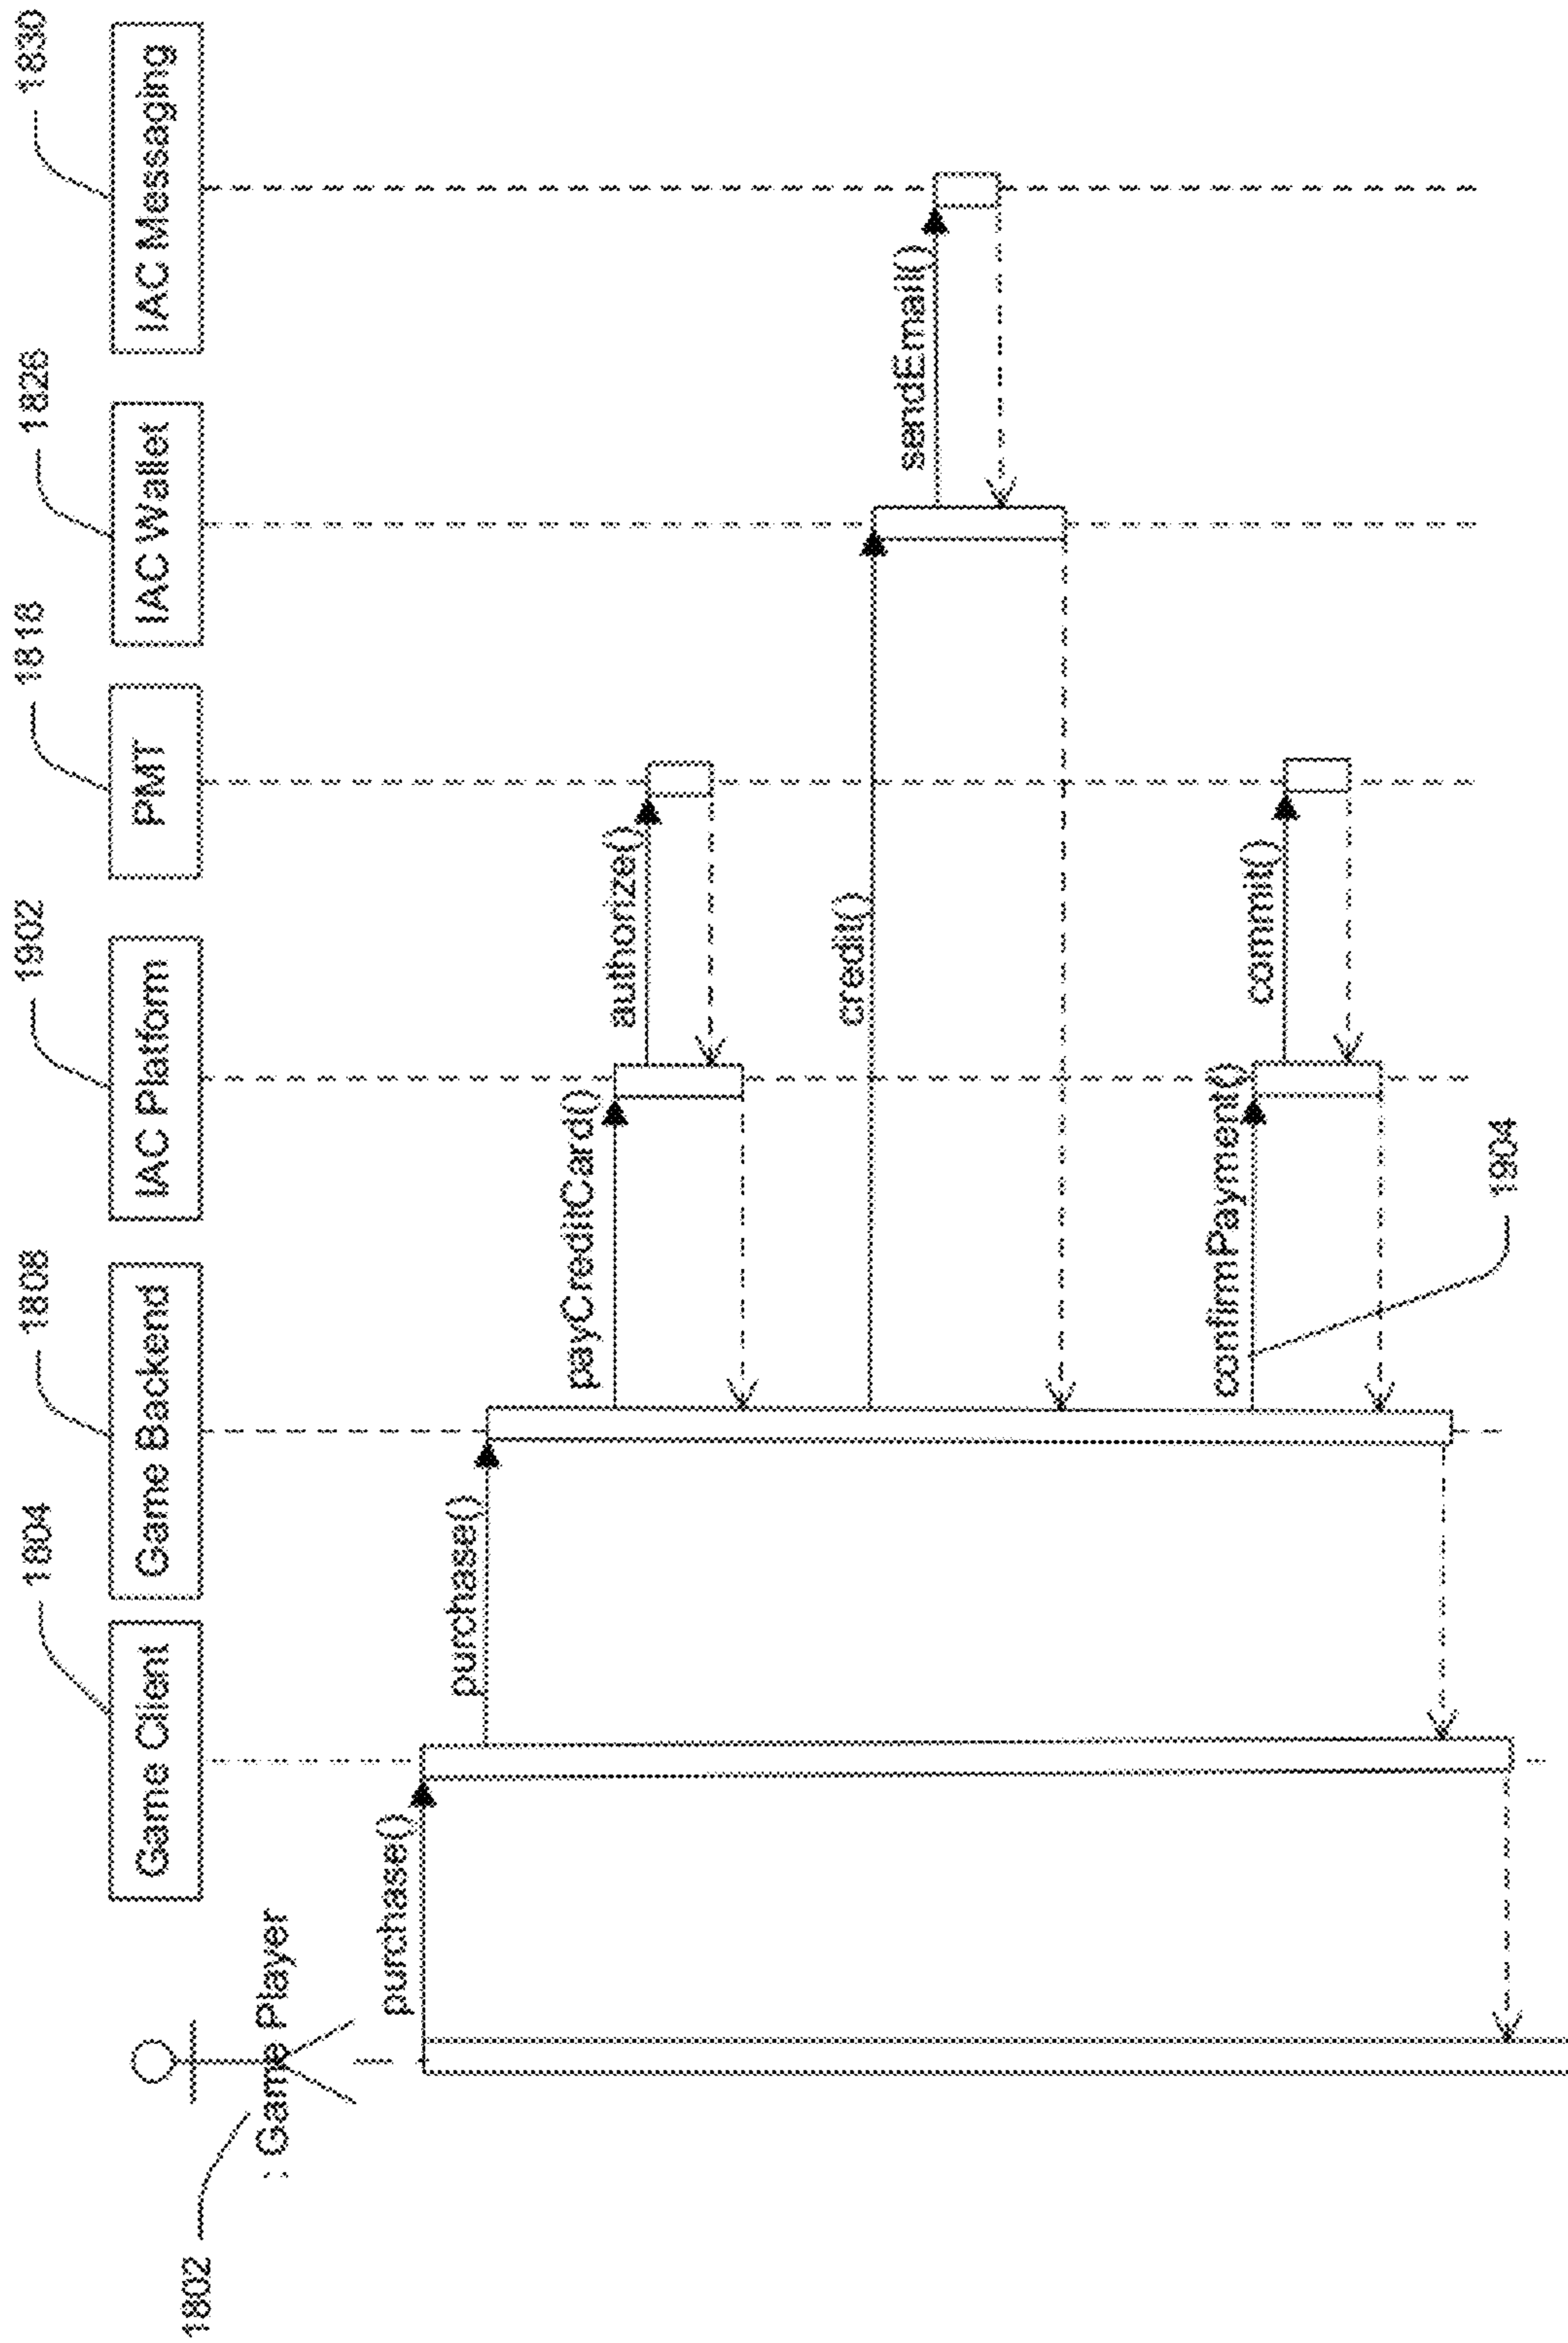 1802
: Game Player
1804
Game Client
1808
Game Backend
1902
IAC Platform
1816
PMT
1826
IAC Wallet
1830
IAC Messaging
purchase()
purchase()
payCreditCard()
authorize()
credit()
sendEmail()
confirmPayment()
commit()
1904